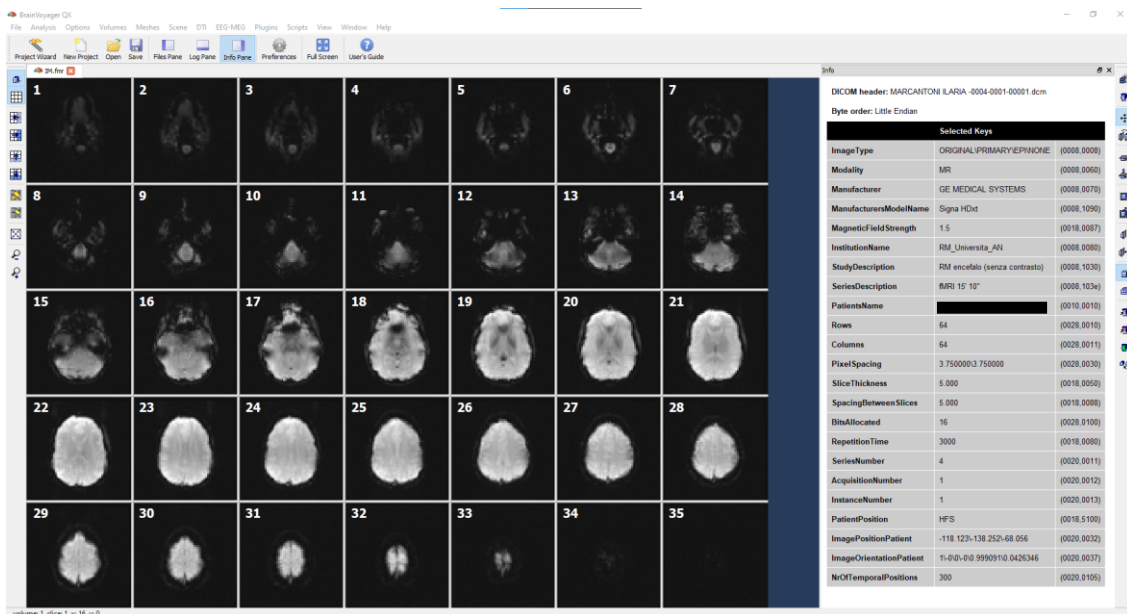 BrainVoyager QX
File Analysis Options Volumes Meshes Scene DTI EEG-MEG Plugins Scripts View Window Help
Project Wizard New Project Open Save Files Pane Log Pane Info Pane Preferences Full Screen User's Guide
IM.fmr
Info
DICOM header: MARCANTONI ILARIA -0004-0001-00001.dcm
Byte order: Little Endian
Selected Keys
ImageType ORIGINAL\PRIMARY\EPI\NONE (0008,0008)
Modality MR (0008,0060)
Manufacturer GE MEDICAL SYSTEMS (0008,0070)
ManufacturersModelName Signa HDxt (0008,1090)
MagneticFieldStrength 1.5 (0018,0087)
InstitutionName RM_Universita_AN (0008,0080)
StudyDescription RM encefalo (senza contrasto) (0008,1030)
SeriesDescription fMRI 15' 10" (0008,103e)
PatientsName (0010,0010)
Rows 64 (0028,0010)
Columns 64 (0028,0011)
PixelSpacing 3.750000\3.750000 (0028,0030)
SliceThickness 5.000 (0018,0050)
SpacingBetweenSlices 5.000 (0018,0088)
BitsAllocated 16 (0028,0100)
RepetitionTime 3000 (0018,0080)
SeriesNumber 4 (0020,0011)
AcquisitionNumber 1 (0020,0012)
InstanceNumber 1 (0020,0013)
PatientPosition HFS (0018,5100)
ImagePositionPatient -118.123\-138.252\-68.056 (0020,0032)
ImageOrientationPatient 1\-0\0\-0\0.999091\0.0426346 (0020,0037)
NrOfTemporalPositions 300 (0020,0105)
1 2 3 4 5 6 7
8 9 10 11 12 13 14
15 16 17 18 19 20 21
22 23 24 25 26 27 28
29 30 31 32 33 34 35